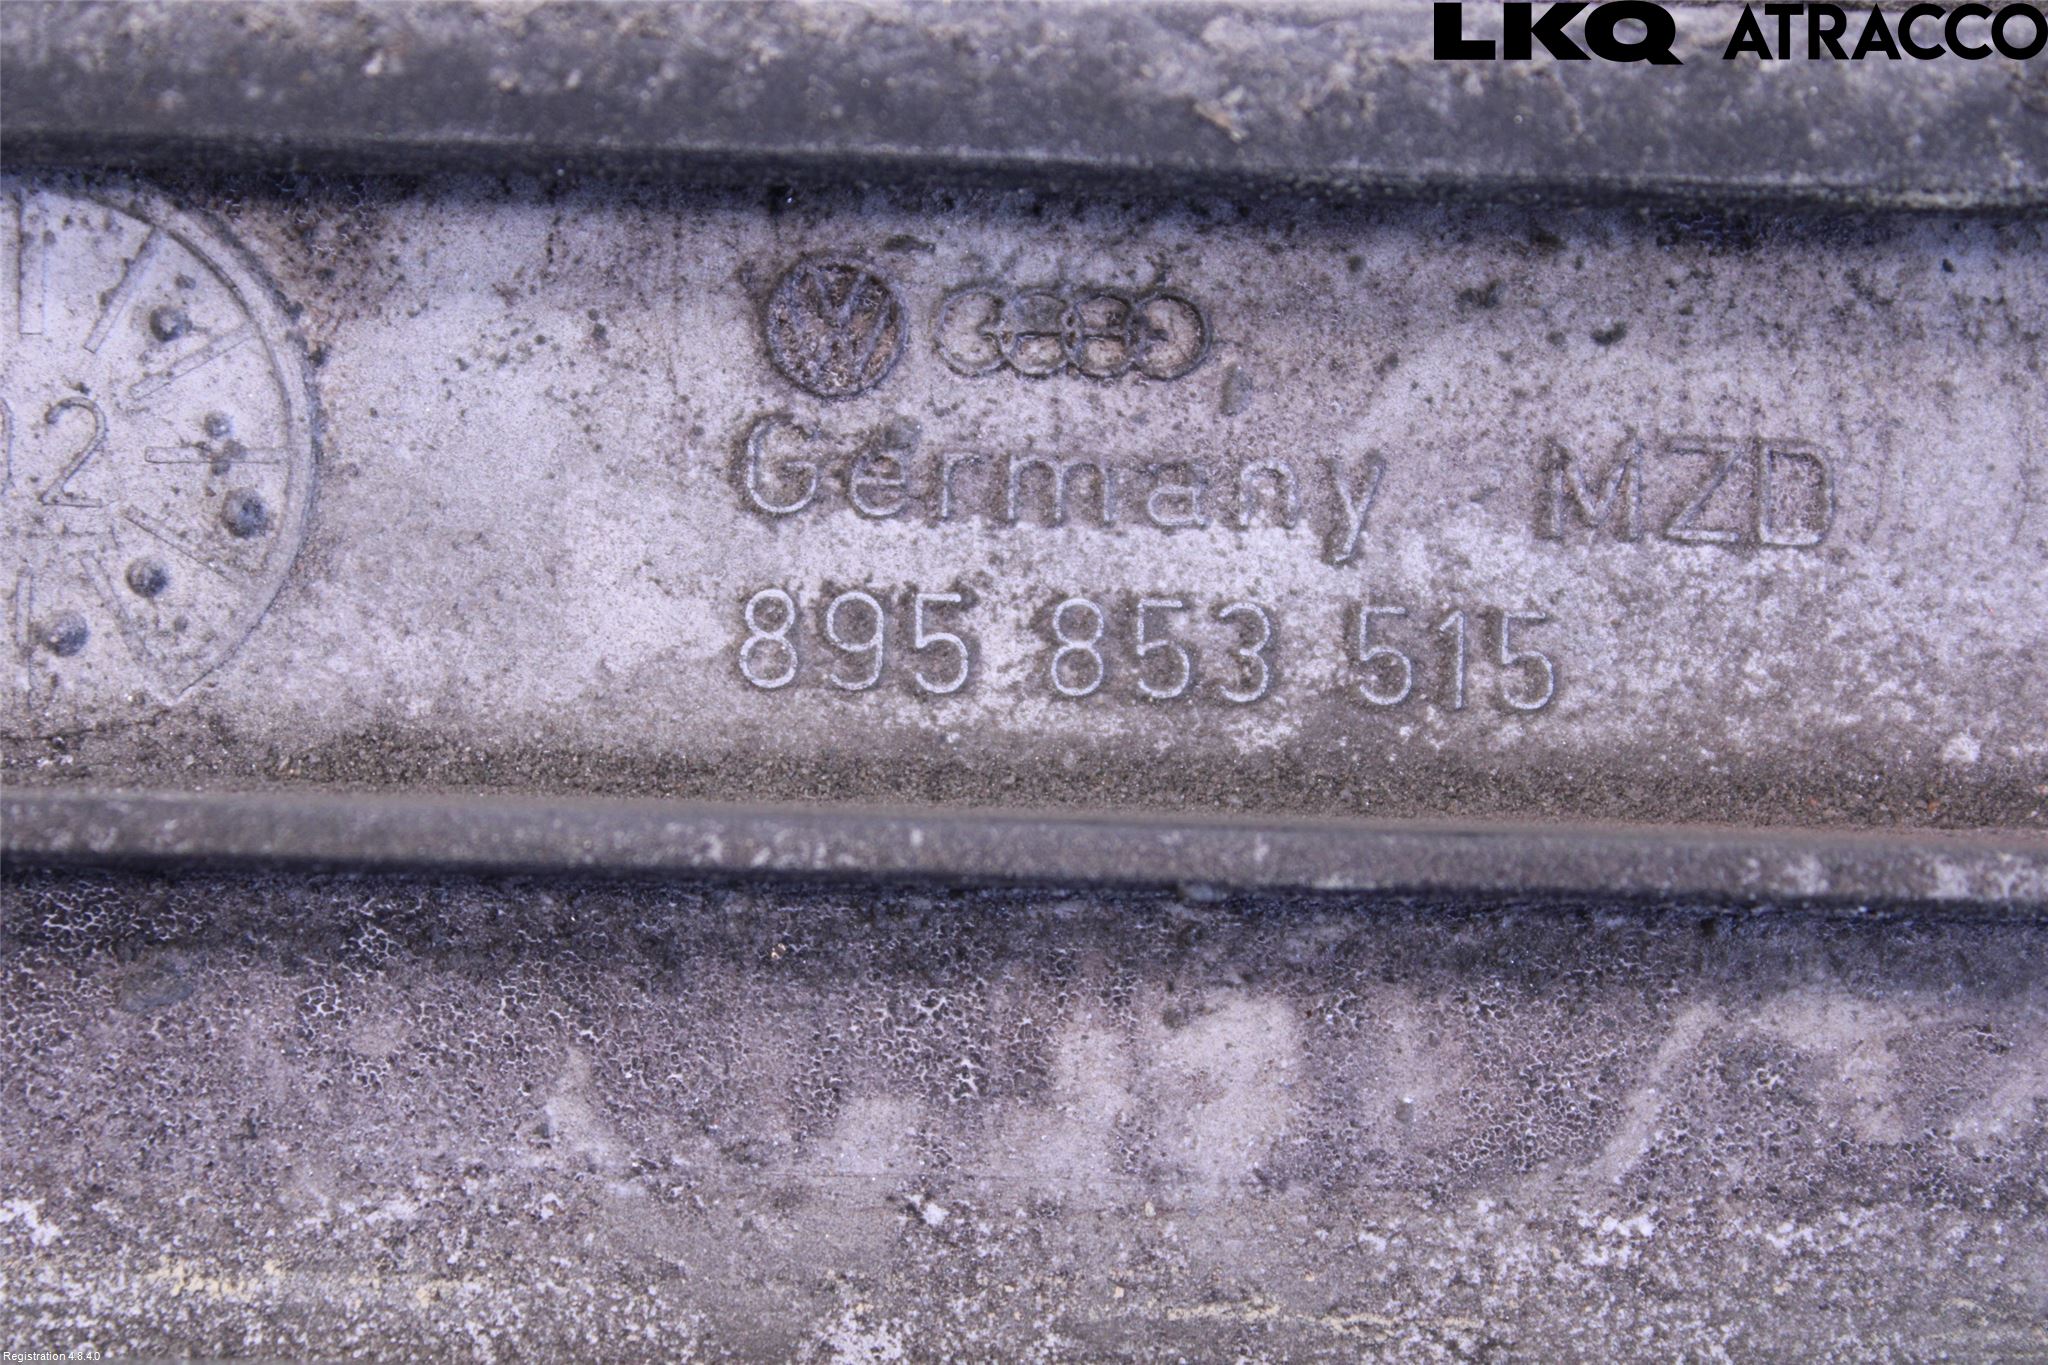 LKQ ATRACCO
Germany MZD
895 853 515
Registration 4.8.4.0